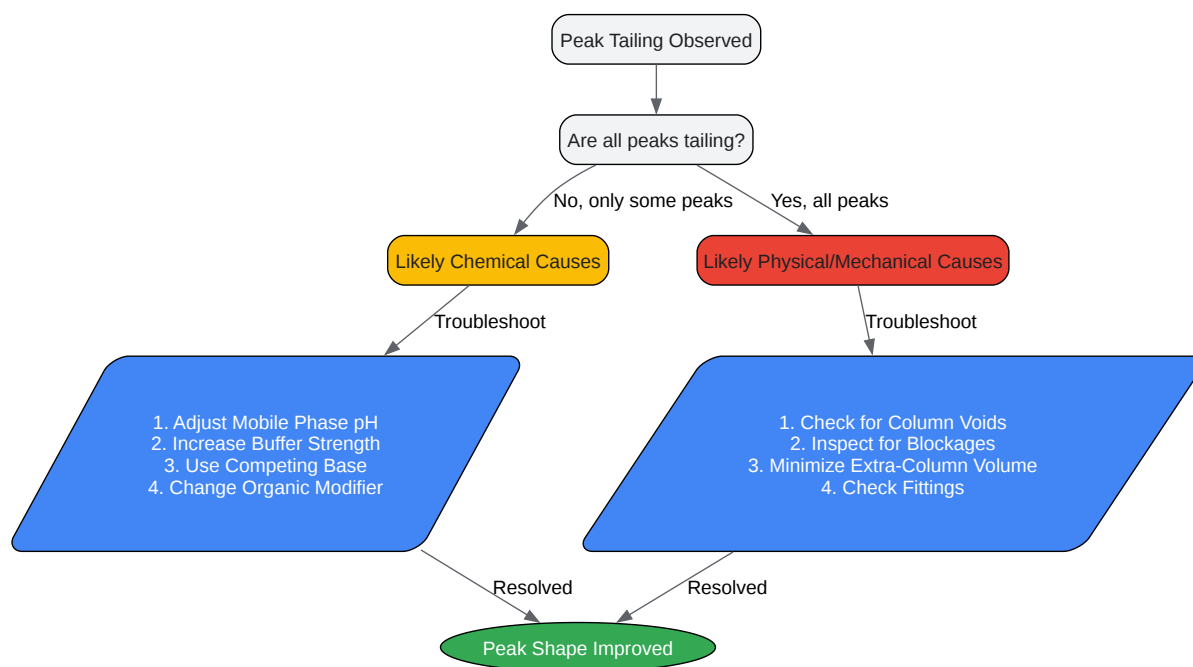 Peak Tailing Observed
Are all peaks tailing?
No, only some peaks
Yes, all peaks
Likely Chemical Causes
Likely Physical/Mechanical Causes
Troubleshoot
Troubleshoot
1. Adjust Mobile Phase pH
2. Increase Buffer Strength
3. Use Competing Base
4. Change Organic Modifier
1. Check for Column Voids
2. Inspect for Blockages
3. Minimize Extra-Column Volume
4. Check Fittings
Resolved
Resolved
Peak Shape Improved